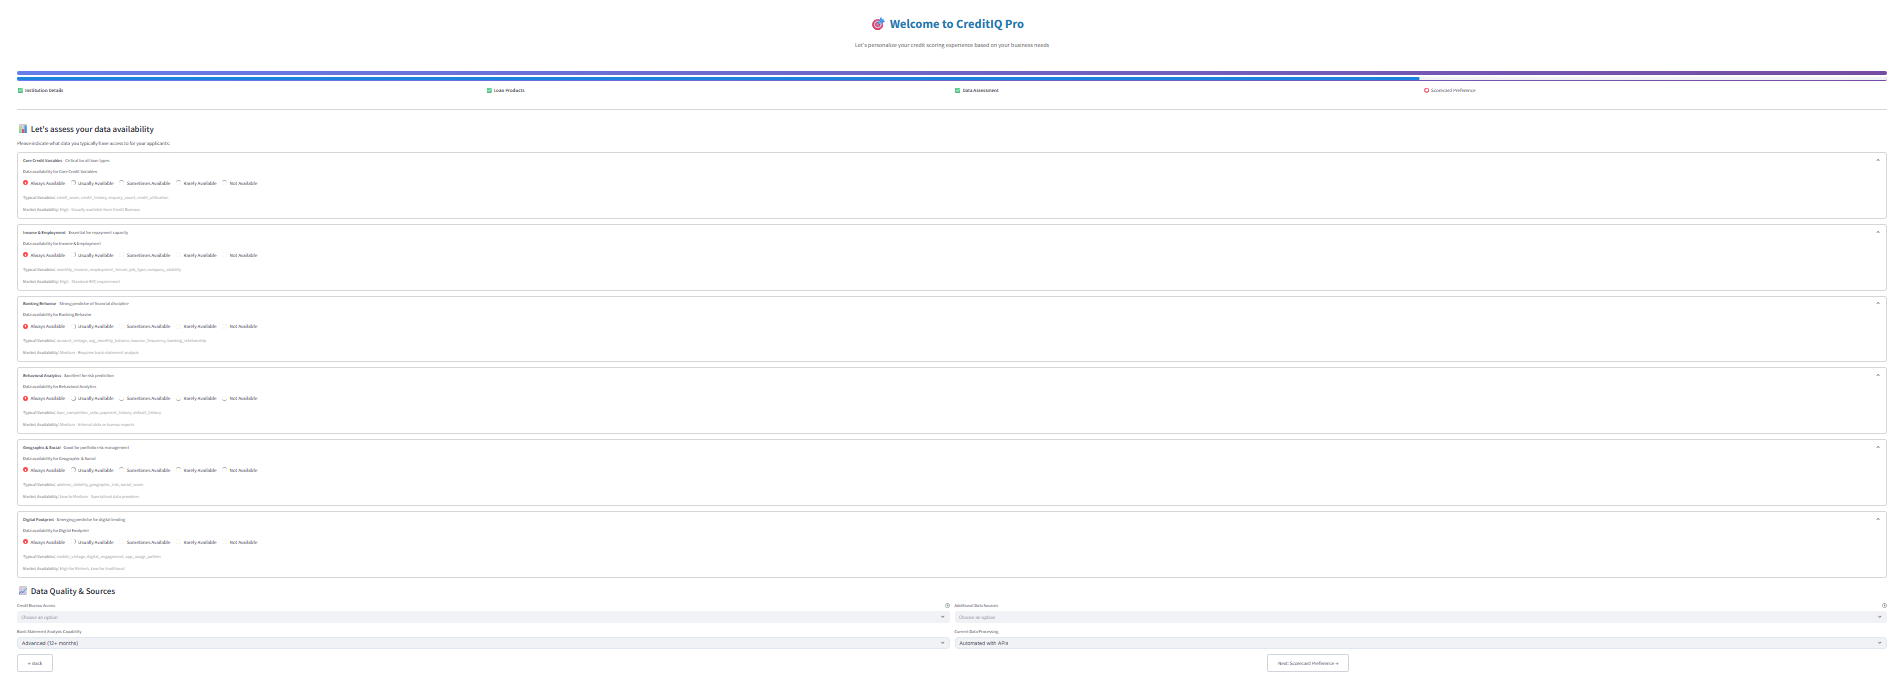 Welcome to CreditIQ Pro
Let's personalize your credit scoring experience based on your business needs
Institution Details
Loan Products
Data Assessment
Scorecard Preference
Let's assess your data availability
Please indicate what data you typically have access to for your applicants:
Core Credit Variables - Critical for all loan types
Data availability for Core Credit Variables
Always Available Usually Available Sometimes Available Rarely Available Not Available
Typical Variables: credit_score, credit_history, enquiry_count, credit_utilization
Market Availability: High - Usually available from Credit Bureaus
Income & Employment - Essential for repayment capacity
Data availability for Income & Employment
Always Available Usually Available Sometimes Available Rarely Available Not Available
Typical Variables: monthly_income, employment_tenure, job_type, company_stability
Market Availability: High - Standard KYC requirement
Banking Behavior - Strong predictor of financial discipline
Data availability for Banking Behavior
Always Available Usually Available Sometimes Available Rarely Available Not Available
Typical Variables: account_vintage, avg_monthly_balance, bounce_frequency, banking_relationship
Market Availability: Medium - Requires bank statement analysis
Behavioral Analytics - Excellent for risk prediction
Data availability for Behavioral Analytics
Always Available Usually Available Sometimes Available Rarely Available Not Available
Typical Variables: loan_completion_ratio, payment_history, default_history
Market Availability: Medium - Internal data or bureau reports
Geographic & Social - Good for portfolio risk management
Data availability for Geographic & Social
Always Available Usually Available Sometimes Available Rarely Available Not Available
Typical Variables: address_stability, geographic_risk, social_score
Market Availability: Low to Medium - Specialized data providers
Digital Footprint - Emerging predictor for digital lending
Data availability for Digital Footprint
Always Available Usually Available Sometimes Available Rarely Available Not Available
Typical Variables: mobile_vintage, digital_engagement, app_usage_pattern
Market Availability: High for fintech, Low for traditional
Data Quality & Sources
Credit Bureau Access
Additional Data Sources
Choose an option
Choose an option
Bank Statement Analysis Capability
Current Data Processing
Advanced (12+ months)
Automated with APIs
← Back
Next: Scorecard Preference →